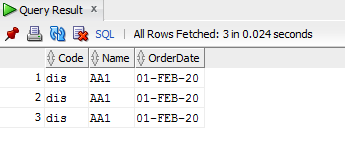 Query Result x
SQL | All Rows Fetched: 3 in 0.024 seconds
Code Name OrderDate
1 dis AA1 01-FEB-20
2 dis AA1 01-FEB-20
3 dis AA1 01-FEB-20